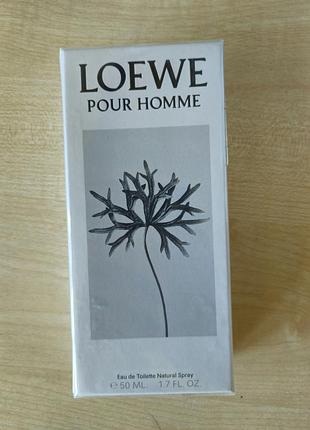 LOEWE
POUR HOMME
Eau de Toilette Natural Spray
℮ 50 ML. 1.7 FL. OZ.